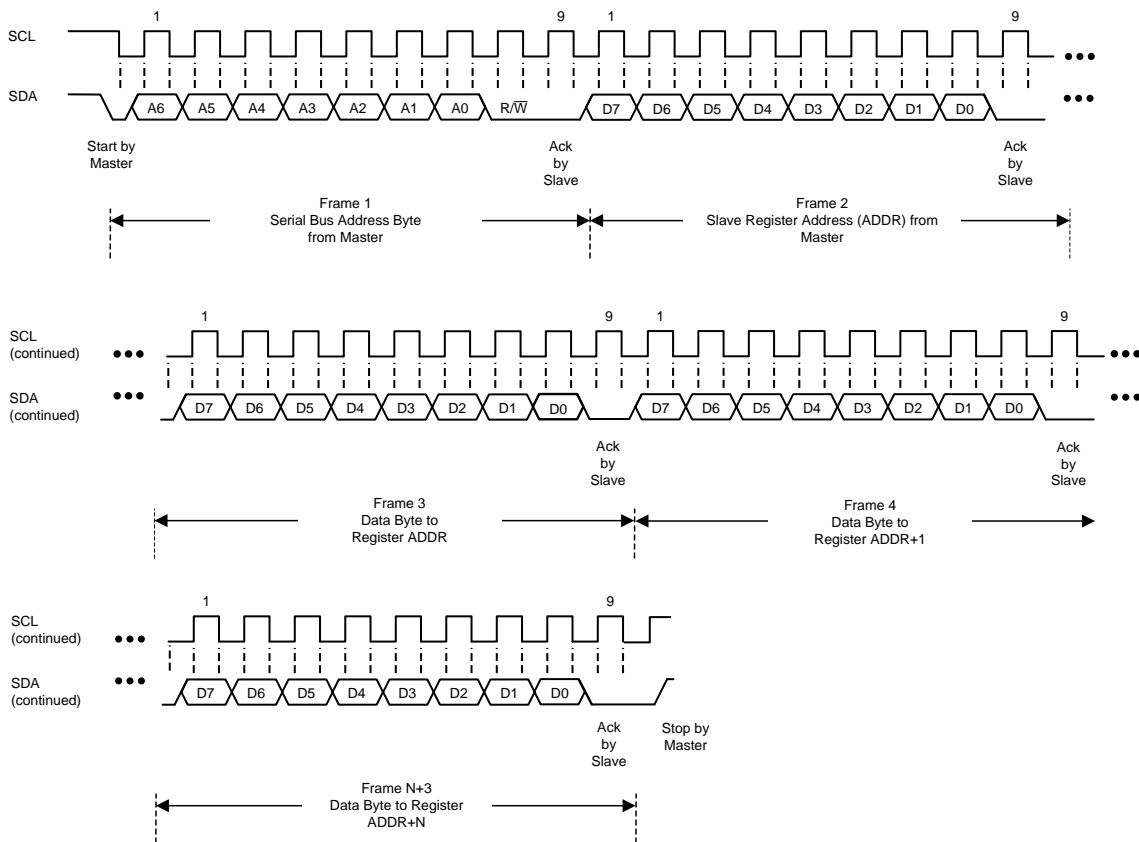 1 9 1 9
SCL
SDA
A6 A5 A4 A3 A2 A1 A0 R/W̅ D7 D6 D5 D4 D3 D2 D1 D0
Start by
Master
Ack
by
Slave
Ack
by
Slave
Frame 1
Serial Bus Address Byte
from Master
Frame 2
Slave Register Address (ADDR) from
Master
1 9 1 9
SCL
(continued)
SDA
(continued)
D7 D6 D5 D4 D3 D2 D1 D0 D7 D6 D5 D4 D3 D2 D1 D0
Ack
by
Slave
Ack
by
Slave
Frame 3
Data Byte to
Register ADDR
Frame 4
Data Byte to
Register ADDR+1
1 9
SCL
(continued)
SDA
(continued)
D7 D6 D5 D4 D3 D2 D1 D0
Ack
by
Slave
Stop by
Master
Frame N+3
Data Byte to Register
ADDR+N